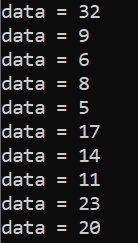 data = 32
data = 9
data = 6
data = 8
data = 5
data = 17
data = 14
data = 11
data = 23
data = 20